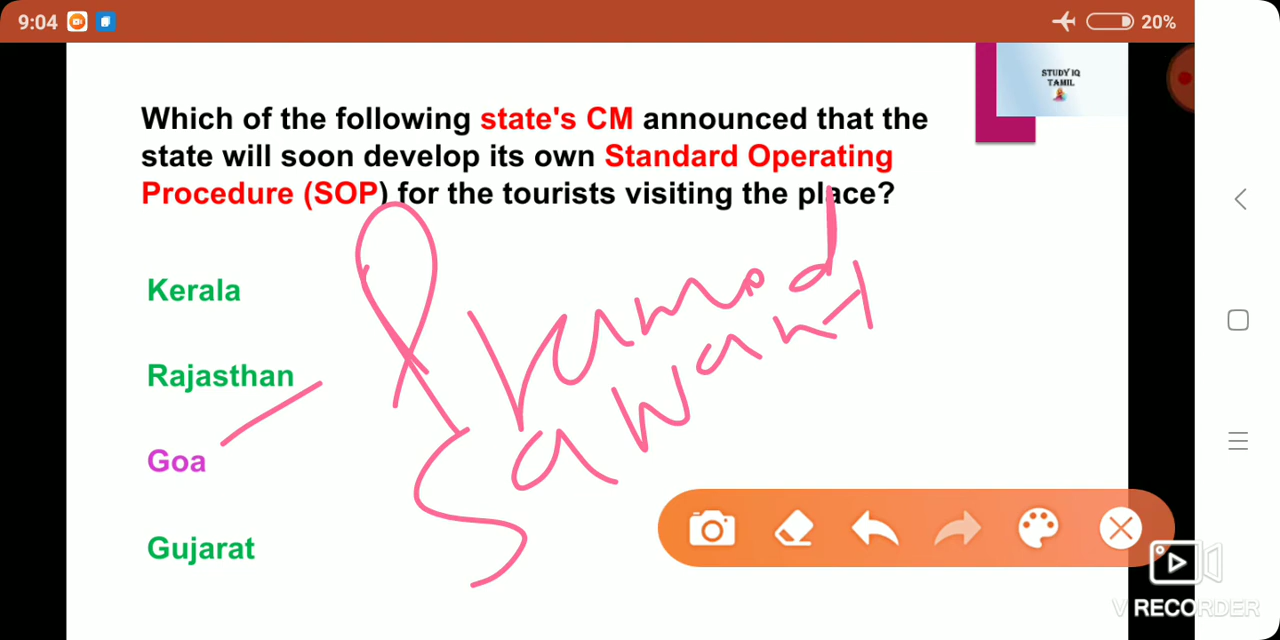 9:04 20%
STUDY IQ
TAMIL
Which of the following state's CM announced that the
state will soon develop its own Standard Operating
Procedure (SOP) for the tourists visiting the place?
Kerala
Rajasthan
Goa
Gujarat
Pramod
Sawant
V RECORDER